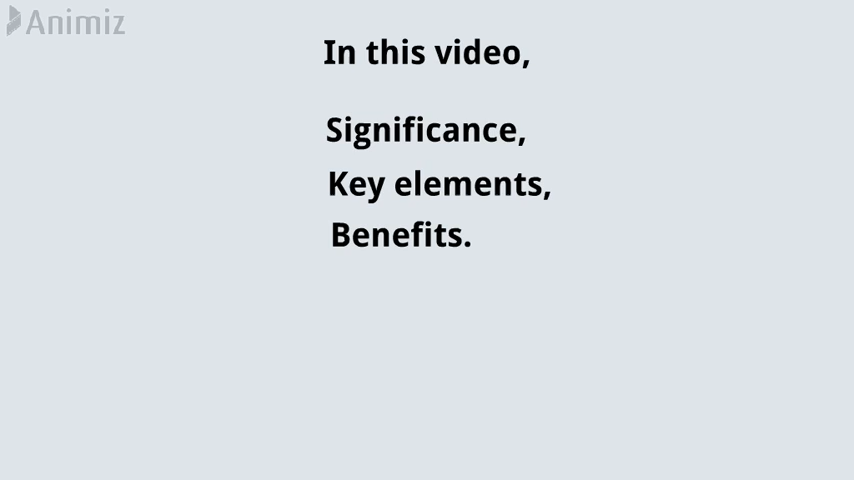 Animiz
In this video,
Significance,
Key elements,
Benefits.